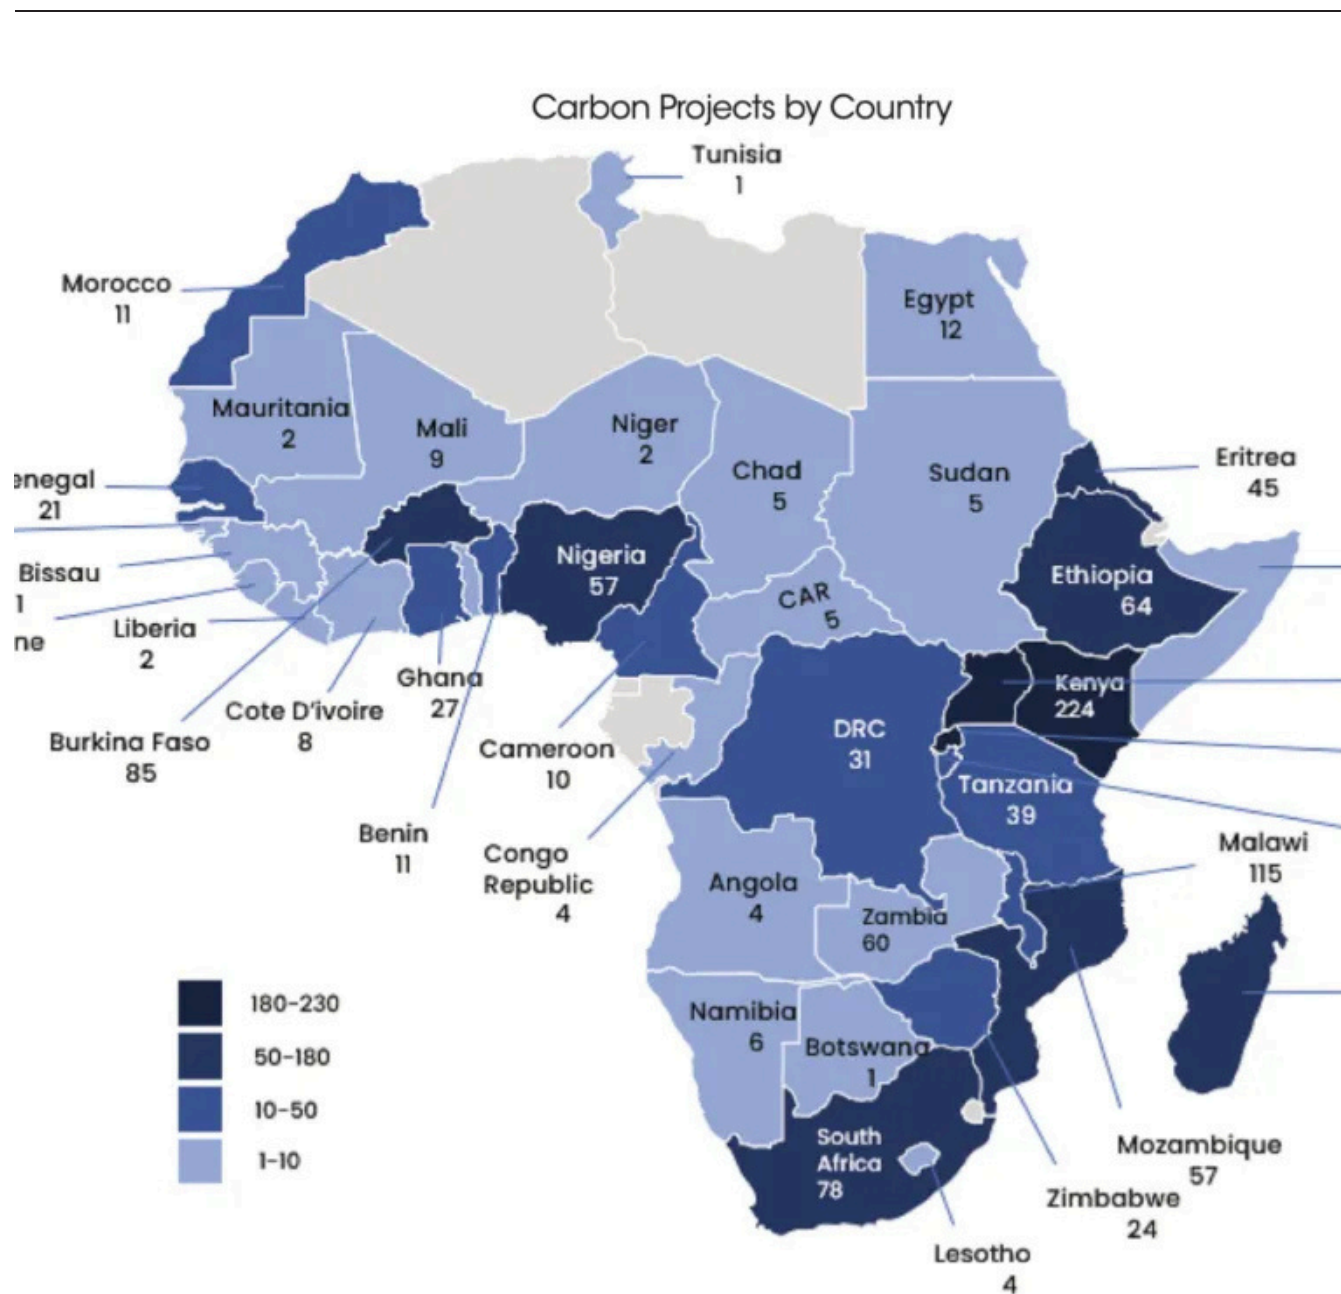 Carbon Projects by Country
Tunisia
1
Morocco
11
Egypt
12
Mauritania
2
Mali
9
Niger
2
Chad
5
Sudan
5
Eritrea
45
enegal
21
Nigeria
57
Ethiopia
64
Bissau
1
CAR
5
ne
Liberia
2
Ghana
27
Kenya
224
Cote D'ivoire
8
Burkina Faso
85
Cameroon
10
DRC
31
Tanzania
39
Benin
11
Congo
Republic
4
Malawi
115
Angola
4
Zambia
60
Namibia
6
Botswana
1
180-230
50-180
10-50
1-10
South
Africa
78
Mozambique
57
Zimbabwe
24
Lesotho
4